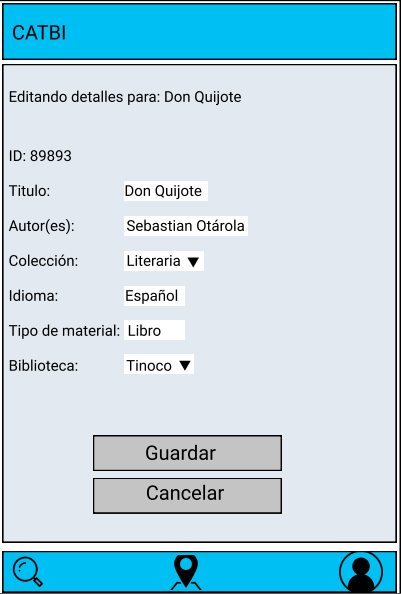 CATBI
Editando detalles para: Don Quijote
ID: 89893
Titulo: Don Quijote
Autor(es): Sebastian Otárola
Colección: Literaria ▼
Idioma: Español
Tipo de material: Libro
Biblioteca: Tinoco ▼
Guardar
Cancelar